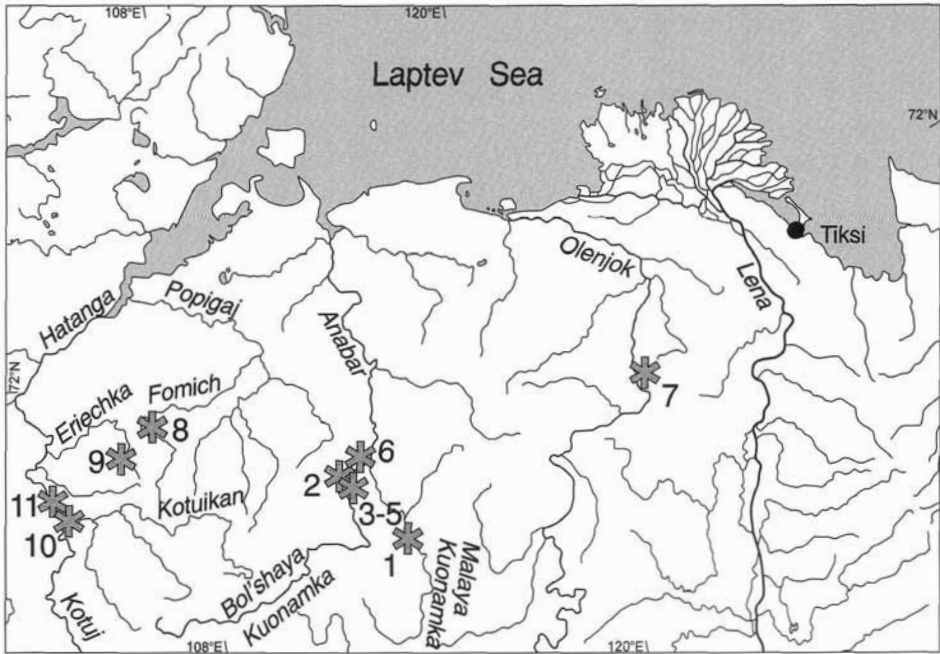 108°E
120°E
Laptev Sea
72°N
Tiksi
Olenjok
Lena
Popigaj
Hatanga
Anabar
72°N
7
Fomich
Eriechka
8
6
9
2
Kotuikan
11
3-5
10
1
Bol'shaya
Kuonamka
Malaya
Kuonamka
Kotuj
108°E
120°E